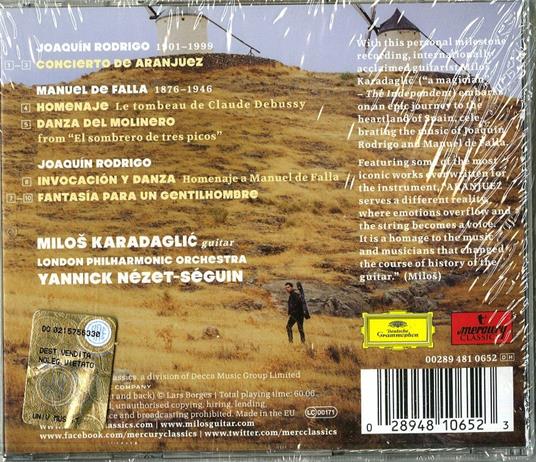 JOAQUÍN RODRIGO 1901–1999
1–3 CONCIERTO DE ARANJUEZ
MANUEL DE FALLA 1876–1946
4 HOMENAJE Le tombeau de Claude Debussy
5 DANZA DEL MOLINERO
from "El sombrero de tres picos"
JOAQUÍN RODRIGO
6 INVOCACIÓN Y DANZA Homenaje a Manuel de Falla
7–10 FANTASÍA PARA UN GENTILHOMBRE
MILOŠ KARADAGLIĆ guitar
LONDON PHILHARMONIC ORCHESTRA
YANNICK NÉZET-SÉGUIN
With this personal milestone
recording, internationally
acclaimed guitarist Miloš
Karadaglić ("a magician"
– The Independent) embarks
on an epic journey to the
heartland of Spain, cele-
brating the music of Joaquín
Rodrigo and Manuel de Falla.
Featuring some of the most
iconic works ever written for
the instrument, "ARANJUEZ
serves a different reality,
where emotions overflow and
the string becomes a voice.
It is a homage to the music
and musicians that changed
the course of history of the
guitar." (Miloš)
Deutsche
Grammophon
mercury
CLASSICS
00289 481 0652 DH
0 28948 10652 3
DEST. VENDITA
NOLEG. VIETATO
Classics, a division of Decca Music Group Limited
COMPANY
and back) © Lars Borges | Total playing time: 60.06
unauthorised copying, hiring, lending,
and broadcasting prohibited. Made in the EU
LC 00171
www.mercuryclassics.com | www.milosguitar.com
www.facebook.com/mercuryclassics | www.twitter.com/mercclassics